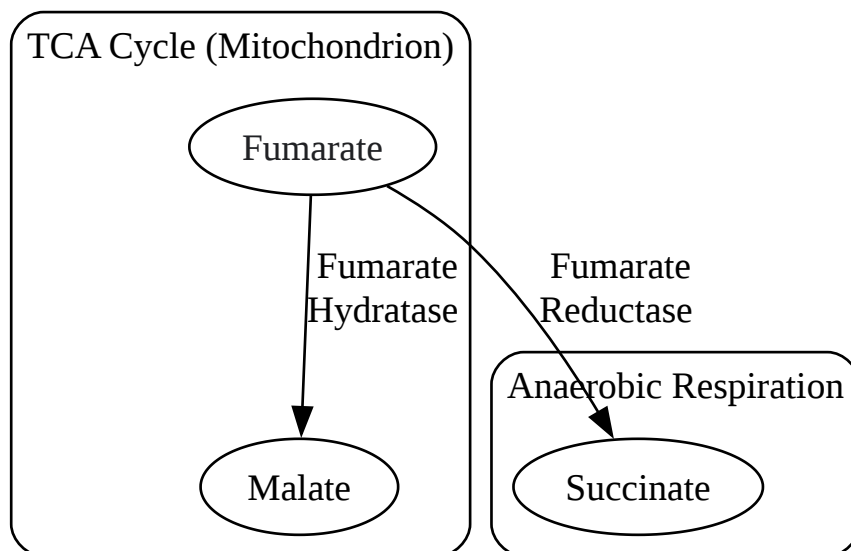 TCA Cycle (Mitochondrion)
Fumarate
Fumarate
Hydratase
Fumarate
Reductase
Anaerobic Respiration
Malate
Succinate